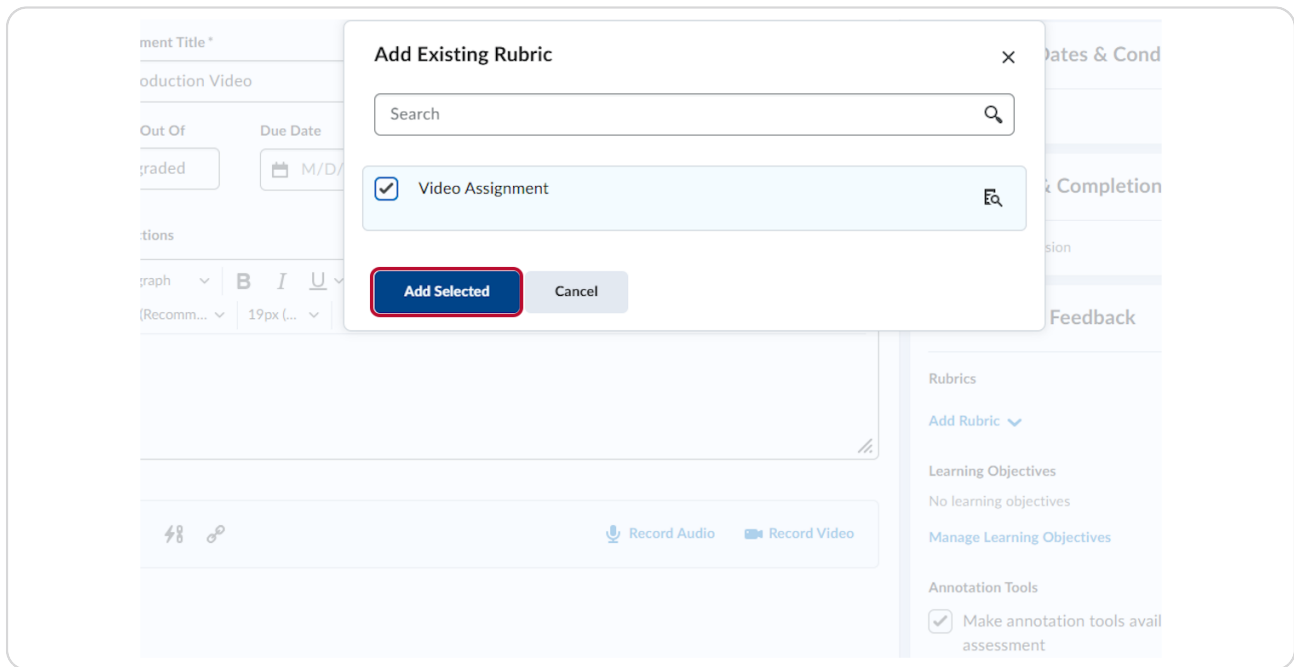 Add Existing Rubric
Search
Video Assignment
Add Selected
Cancel
ment Title *
oduction Video
Out Of
Due Date
graded
M/D/
ctions
graph
B I U
(Recomm...
19px (...
Record Audio
Record Video
Dates & Cond
& Completion
sion
Feedback
Rubrics
Add Rubric
Learning Objectives
No learning objectives
Manage Learning Objectives
Annotation Tools
Make annotation tools avail
assessment